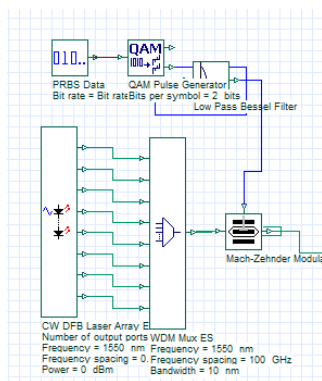 010..
QAM
1010
PRBS Data
QAM Pulse Generator
Bit rate = Bit rate
Bits per symbol = 2 bits
Low Pass Bessel Filter
Mach-Zehnder Modula
CW DFB Laser Array E
WDM Mux ES
Number of output ports
Frequency = 1550 nm
Frequency = 1550 nm
Frequency spacing = 0.
Frequency spacing = 100 GHz
Power = 0 dBm
Bandwidth = 10 nm